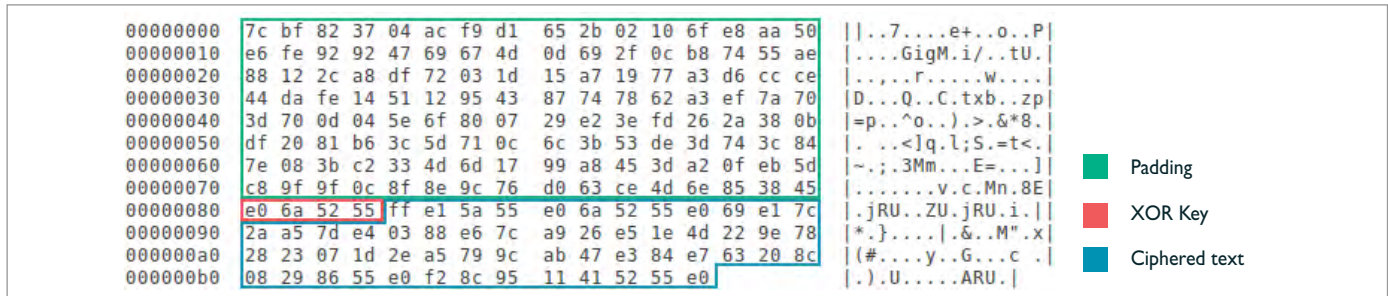 00000000 7c bf 82 37 04 ac f9 d1 65 2b 02 10 6f e8 aa 50 ||..7....e+..o..P|
00000010 e6 fe 92 92 47 69 67 4d 0d 69 2f 0c b8 74 55 ae |....GigM.i/..tU.|
00000020 88 12 2c a8 df 72 03 1d 15 a7 19 77 a3 d6 cc ce |..,..r.....w....|
00000030 44 da fe 14 51 12 95 43 87 74 78 62 a3 ef 7a 70 |D...Q..C.txb..zp|
00000040 3d 70 0d 04 5e 6f 80 07 29 e2 3e fd 26 2a 38 0b |=p..^o..).>.&*8.|
00000050 df 20 81 b6 3c 5d 71 0c 6c 3b 53 de 3d 74 3c 84 |. ..<]q.l;S.=t<.|
00000060 7e 08 3b c2 33 4d 6d 17 99 a8 45 3d a2 0f eb 5d |~.;.3Mm...E=...]|
Padding
00000070 c8 9f 9f 0c 8f 8e 9c 76 d0 63 ce 4d 6e 85 38 45 |.......v.c.Mn.8E|
00000080 e0 6a 52 55 ff e1 5a 55 e0 6a 52 55 e0 69 e1 7c |.jRU..ZU.jRU.i.||
XOR Key
00000090 2a a5 7d e4 03 88 e6 7c a9 26 e5 1e 4d 22 9e 78 |*.}....|.&..M".x|
000000a0 28 23 07 1d 2e a5 79 9c ab 47 e3 84 e7 63 20 8c |(#....y..G...c .|
Ciphered text
000000b0 08 29 86 55 e0 f2 8c 95 11 41 52 55 e0 |.).U.....ARU.|